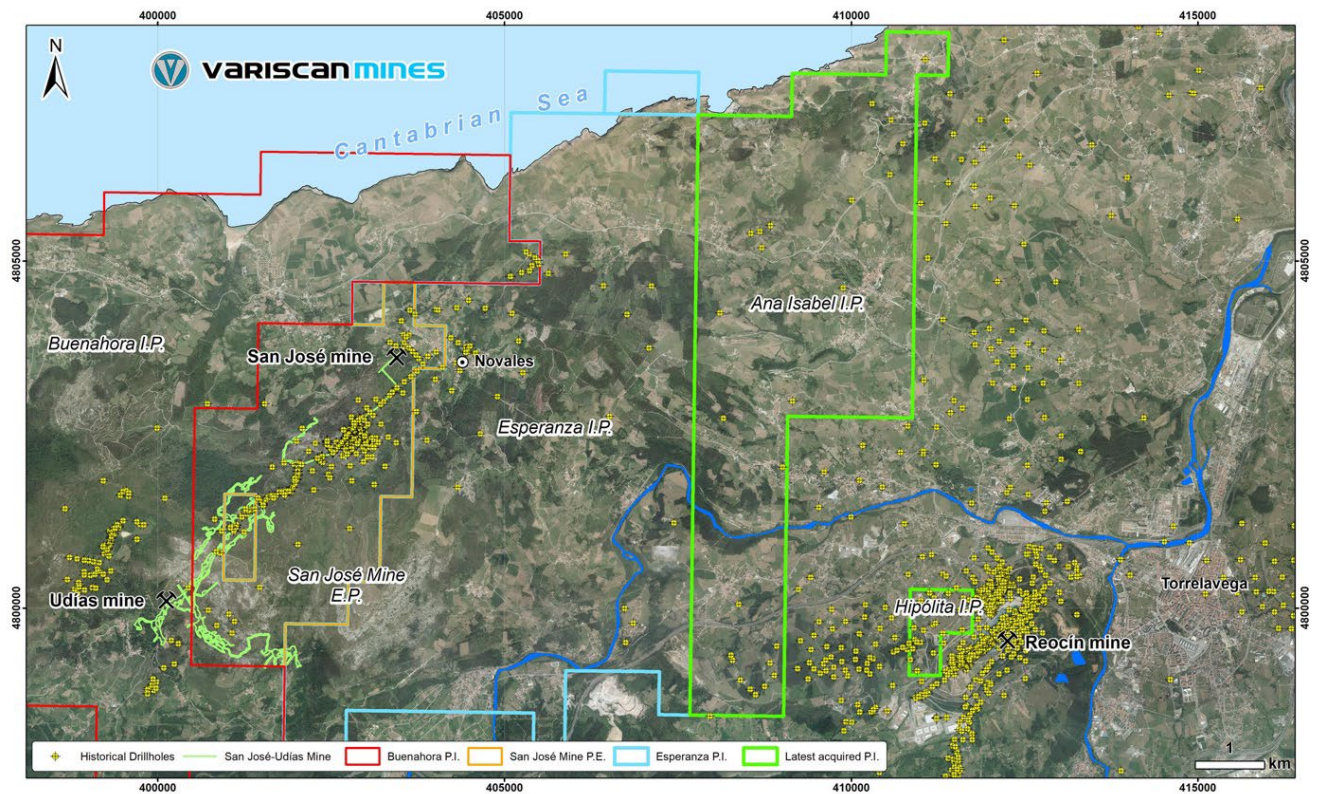 400000 405000 410000 415000
N
VARISCAN MINES
Cantabrian Sea
4805000 4805000
Ana Isabel I.P.
Buenahora I.P.
San José mine
Novales
Esperanza I.P.
San José Mine
E.P.
Udías mine
Hipólita I.P.
Torrelavega
Reocín mine
4800000 4800000
Historical Drillholes San José-Udías Mine Buenahora P.I. San José Mine P.E. Esperanza P.I. Latest acquired P.I.
1
km
400000 405000 410000 415000